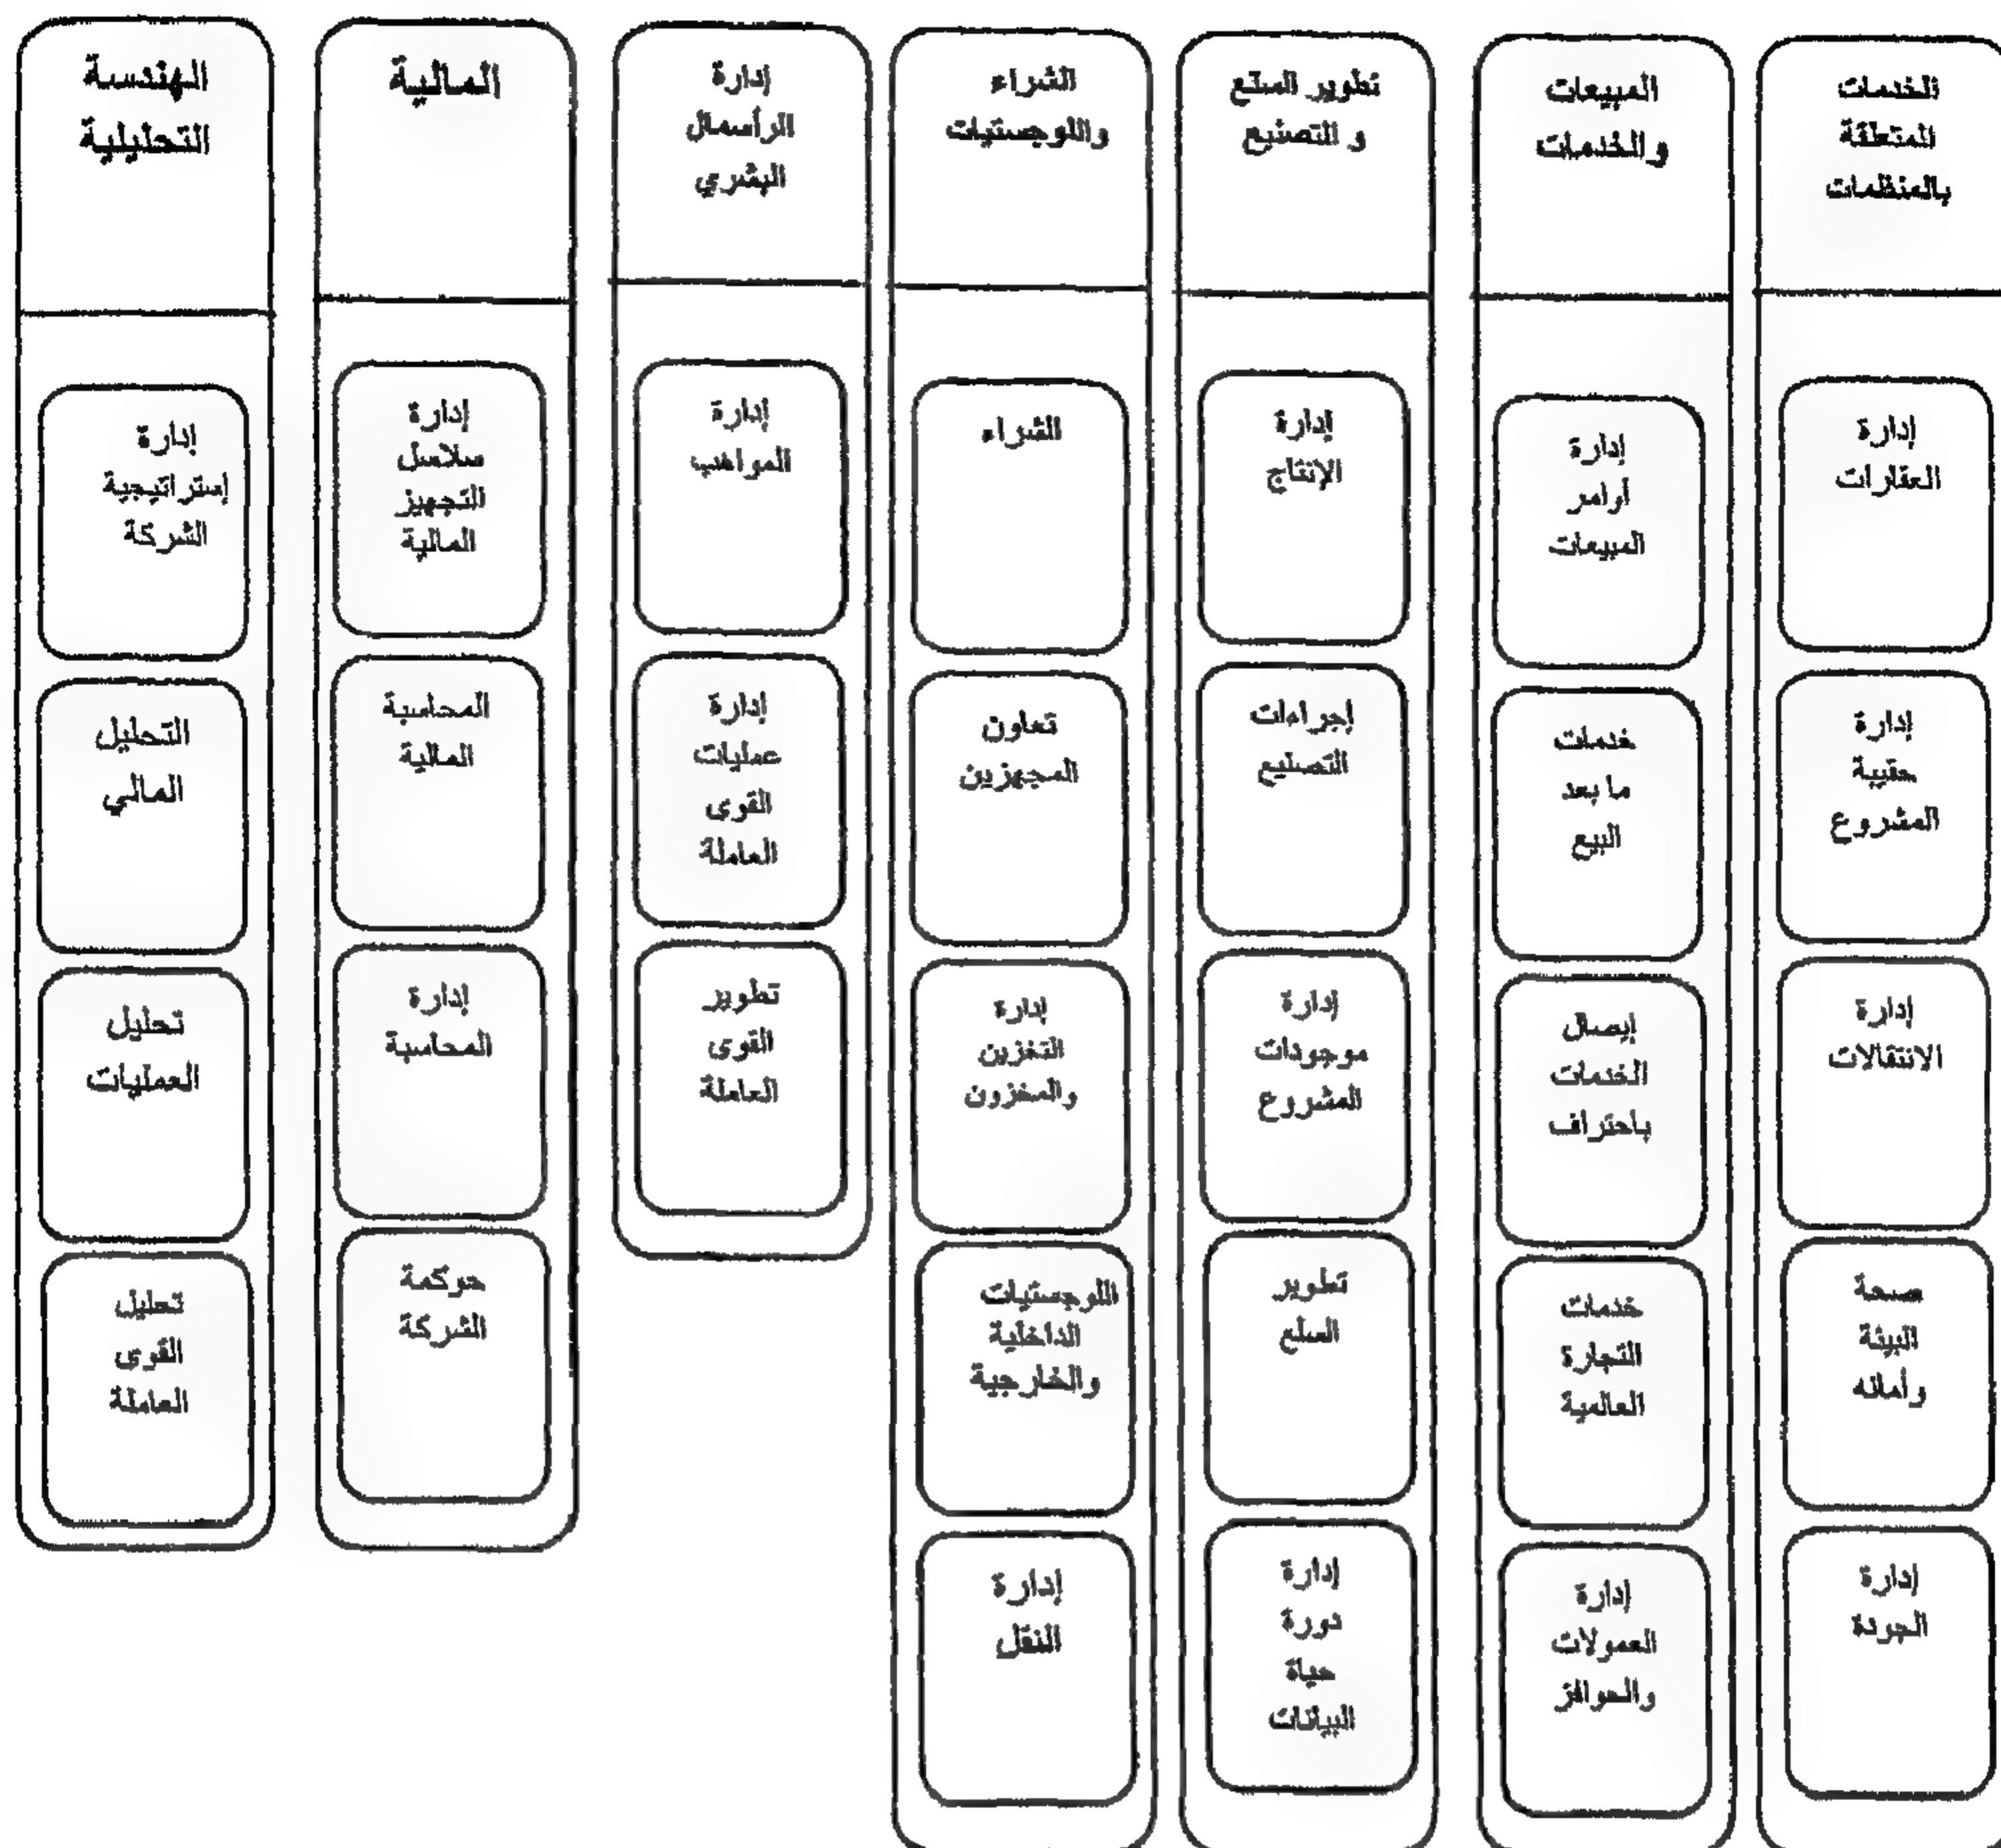 الخدمات
المتعلقة
بالمنظمات
إدارة
العقارات
إدارة
حقيبة
المشروع
إدارة
الانتقالات
صحة
البيئة
وأمانه
إدارة
الجودة
المبيعات
والخدمات
إدارة
أوامر
المبيعات
خدمات
ما بعد
البيع
إيصال
الخدمات
باحتراف
خدمات
التجارة
العالمية
إدارة
العمولات
والحوافز
تطوير السلع
و التصنيع
إدارة
الإنتاج
إجراءات
التصنيع
إدارة
موجودات
المشروع
تطوير
السلع
إدارة
دورة
حياة
البيانات
الشراء
واللوجستيات
الشراء
تعاون
المجهزين
إدارة
التخزين
والمخزون
اللوجستيات
الداخلية
والخارجية
إدارة
النقل
إدارة
الرأسمال
البشري
إدارة
المواهب
إدارة
عمليات
القوى
العاملة
تطوير
القوى
العاملة
المالية
إدارة
سلاسل
التجهيز
المالية
المحاسبة
المالية
إدارة
المحاسبة
حوكمة
الشركة
الهندسة
التحليلية
إدارة
إستراتيجية
الشركة
التحليل
المالي
تحليل
العمليات
تحليل
القوى
العاملة